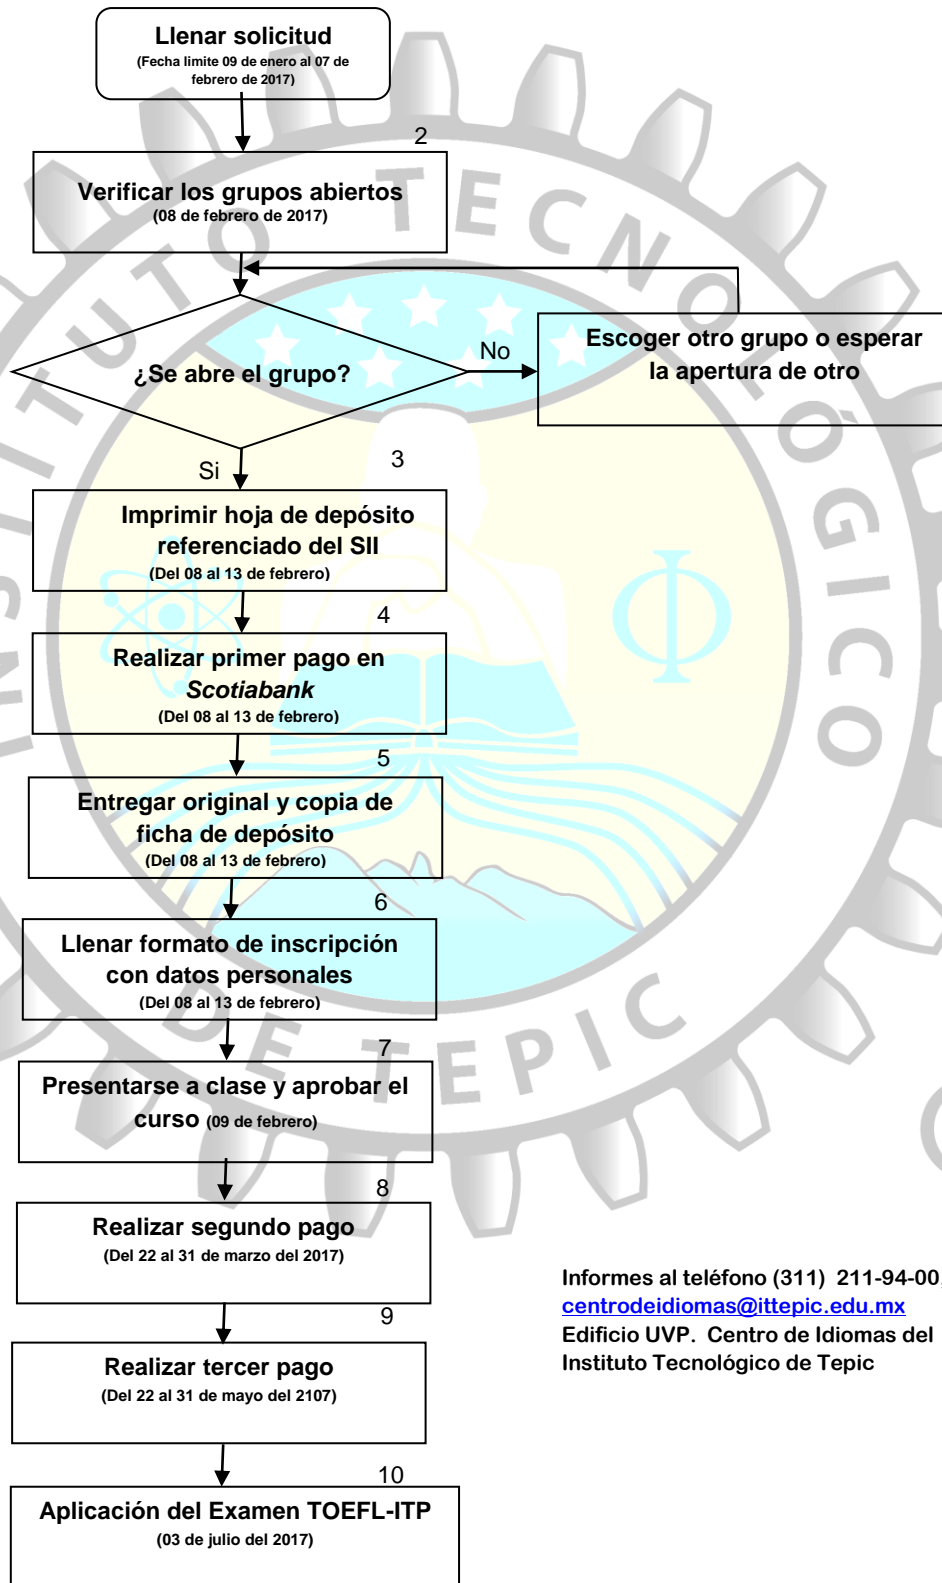 Llenar solicitud
(Fecha limite 09 de enero al 07 de
febrero de 2017)
2
Verificar los grupos abiertos
(08 de febrero de 2017)
¿Se abre el grupo?
No
Escoger otro grupo o esperar
la apertura de otro
Si
3
Imprimir hoja de depósito
referenciado del SII
(Del 08 al 13 de febrero)
4
Realizar primer pago en
Scotiabank
(Del 08 al 13 de febrero)
5
Entregar original y copia de
ficha de depósito
(Del 08 al 13 de febrero)
6
Llenar formato de inscripción
con datos personales
(Del 08 al 13 de febrero)
7
Presentarse a clase y aprobar el
curso (09 de febrero)
8
Realizar segundo pago
(Del 22 al 31 de marzo del 2017)
9
Realizar tercer pago
(Del 22 al 31 de mayo del 2107)
10
Aplicación del Examen TOEFL-ITP
(03 de julio del 2017)
Informes al teléfono (311) 211-94-00,
centrodeidiomas@ittepic.edu.mx
Edificio UVP. Centro de Idiomas del
Instituto Tecnológico de Tepic
INSTITUTO TECNOLÓGICO
DE TEPIC